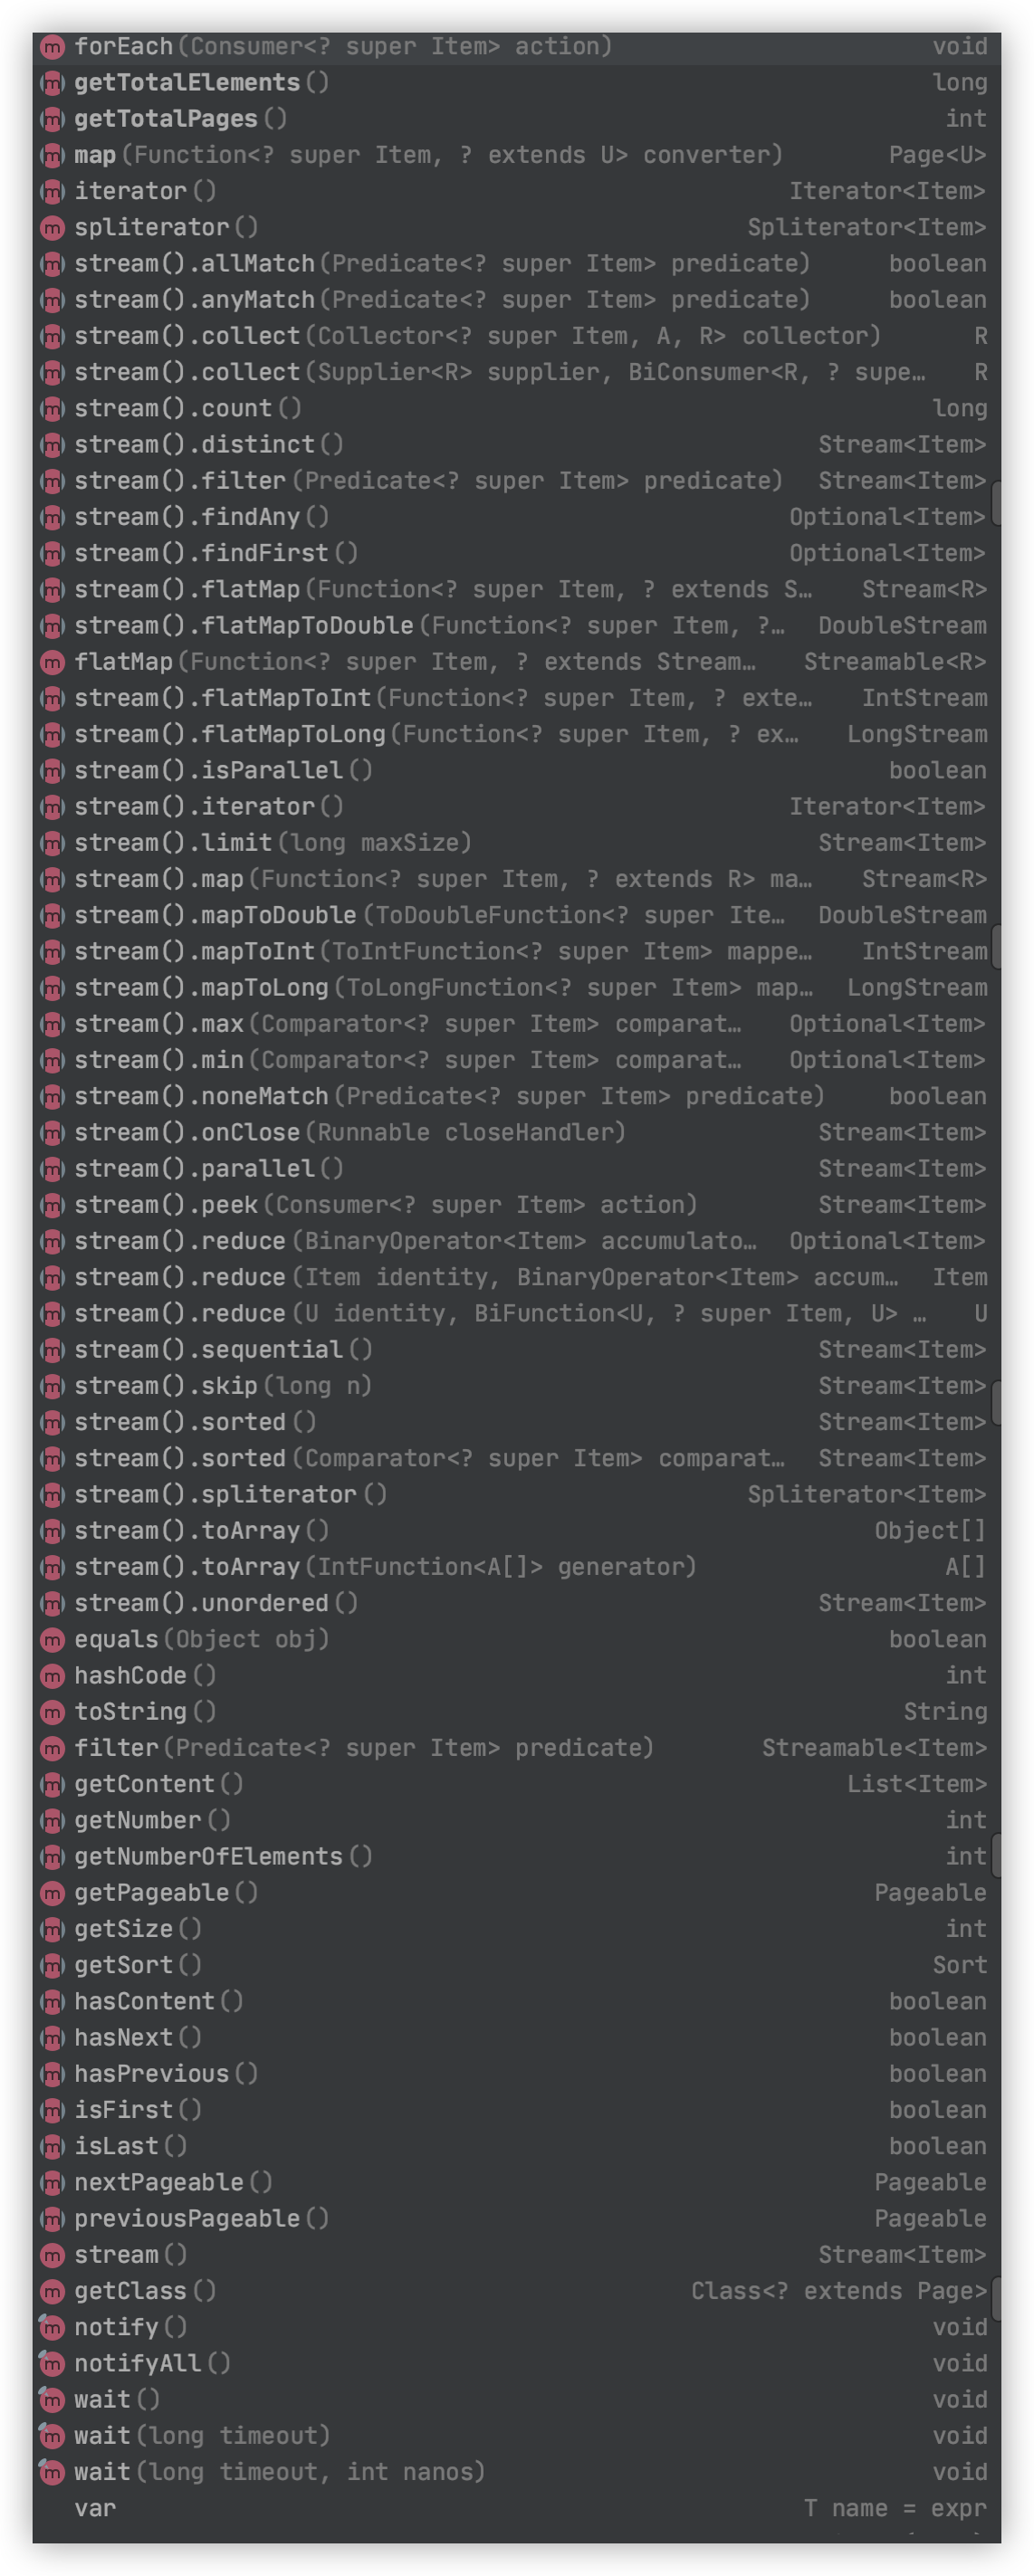 forEach(Consumer<? super Item> action) void
getTotalElements() long
getTotalPages() int
map(Function<? super Item, ? extends U> converter) Page<U>
iterator() Iterator<Item>
spliterator() Spliterator<Item>
stream().allMatch(Predicate<? super Item> predicate) boolean
stream().anyMatch(Predicate<? super Item> predicate) boolean
stream().collect(Collector<? super Item, A, R> collector) R
stream().collect(Supplier<R> supplier, BiConsumer<R, ? supe… R
stream().count() long
stream().distinct() Stream<Item>
stream().filter(Predicate<? super Item> predicate) Stream<Item>
stream().findAny() Optional<Item>
stream().findFirst() Optional<Item>
stream().flatMap(Function<? super Item, ? extends S… Stream<R>
stream().flatMapToDouble(Function<? super Item, ?… DoubleStream
flatMap(Function<? super Item, ? extends Stream… Streamable<R>
stream().flatMapToInt(Function<? super Item, ? exte… IntStream
stream().flatMapToLong(Function<? super Item, ? ex… LongStream
stream().isParallel() boolean
stream().iterator() Iterator<Item>
stream().limit(long maxSize) Stream<Item>
stream().map(Function<? super Item, ? extends R> ma… Stream<R>
stream().mapToDouble(ToDoubleFunction<? super Ite… DoubleStream
stream().mapToInt(ToIntFunction<? super Item> mappe… IntStream
stream().mapToLong(ToLongFunction<? super Item> map… LongStream
stream().max(Comparator<? super Item> comparat… Optional<Item>
stream().min(Comparator<? super Item> comparat… Optional<Item>
stream().noneMatch(Predicate<? super Item> predicate) boolean
stream().onClose(Runnable closeHandler) Stream<Item>
stream().parallel() Stream<Item>
stream().peek(Consumer<? super Item> action) Stream<Item>
stream().reduce(BinaryOperator<Item> accumulato… Optional<Item>
stream().reduce(Item identity, BinaryOperator<Item> accum… Item
stream().reduce(U identity, BiFunction<U, ? super Item, U> … U
stream().sequential() Stream<Item>
stream().skip(long n) Stream<Item>
stream().sorted() Stream<Item>
stream().sorted(Comparator<? super Item> comparat… Stream<Item>
stream().spliterator() Spliterator<Item>
stream().toArray() Object[]
stream().toArray(IntFunction<A[]> generator) A[]
stream().unordered() Stream<Item>
equals(Object obj) boolean
hashCode() int
toString() String
filter(Predicate<? super Item> predicate) Streamable<Item>
getContent() List<Item>
getNumber() int
getNumberOfElements() int
getPageable() Pageable
getSize() int
getSort() Sort
hasContent() boolean
hasNext() boolean
hasPrevious() boolean
isFirst() boolean
isLast() boolean
nextPageable() Pageable
previousPageable() Pageable
stream() Stream<Item>
getClass() Class<? extends Page>
notify() void
notifyAll() void
wait() void
wait(long timeout) void
wait(long timeout, int nanos) void
var T name = expr